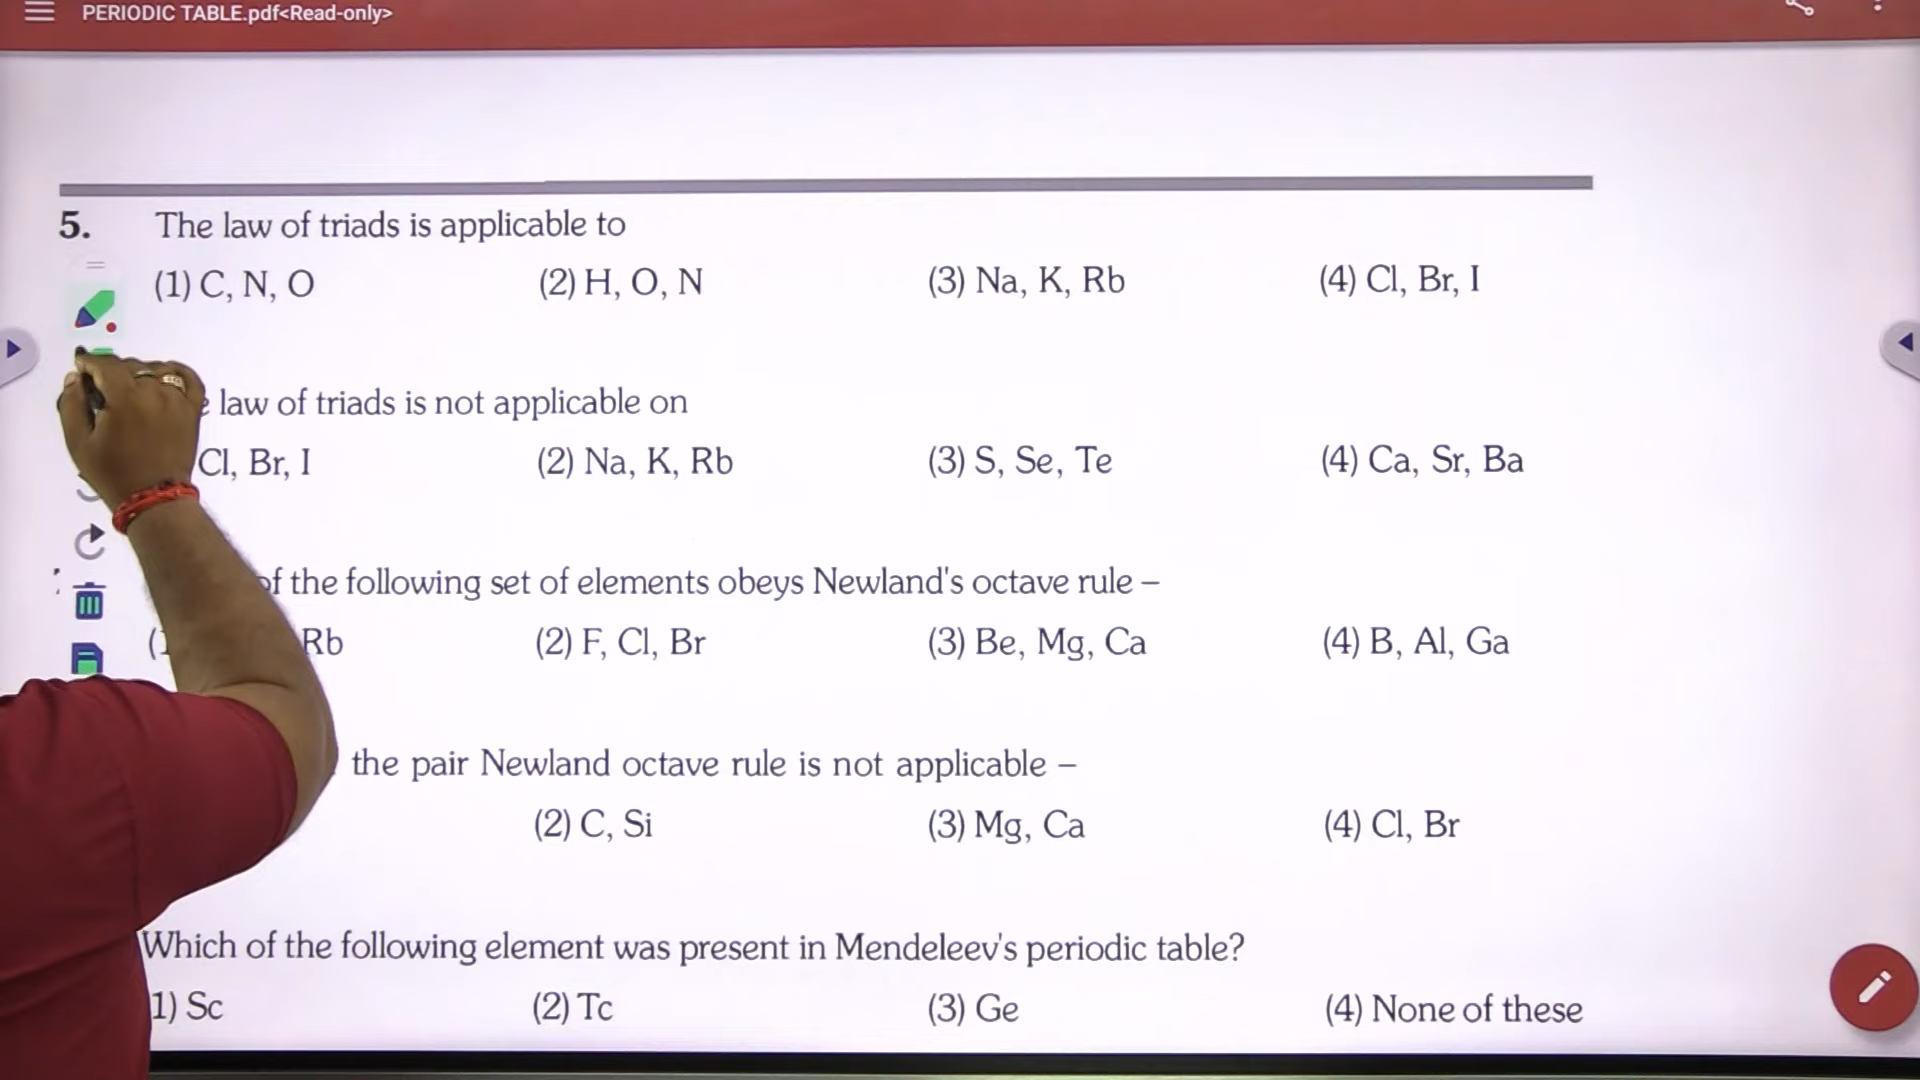 PERIODIC TABLE.pdf<Read-only>
5. The law of triads is applicable to
(1) C, N, O (2) H, O, N (3) Na, K, Rb (4) Cl, Br, I
law of triads is not applicable on
Cl, Br, I (2) Na, K, Rb (3) S, Se, Te (4) Ca, Sr, Ba
of the following set of elements obeys Newland's octave rule –
Rb (2) F, Cl, Br (3) Be, Mg, Ca (4) B, Al, Ga
the pair Newland octave rule is not applicable –
(2) C, Si (3) Mg, Ca (4) Cl, Br
Which of the following element was present in Mendeleev's periodic table?
1) Sc (2) Tc (3) Ge (4) None of these